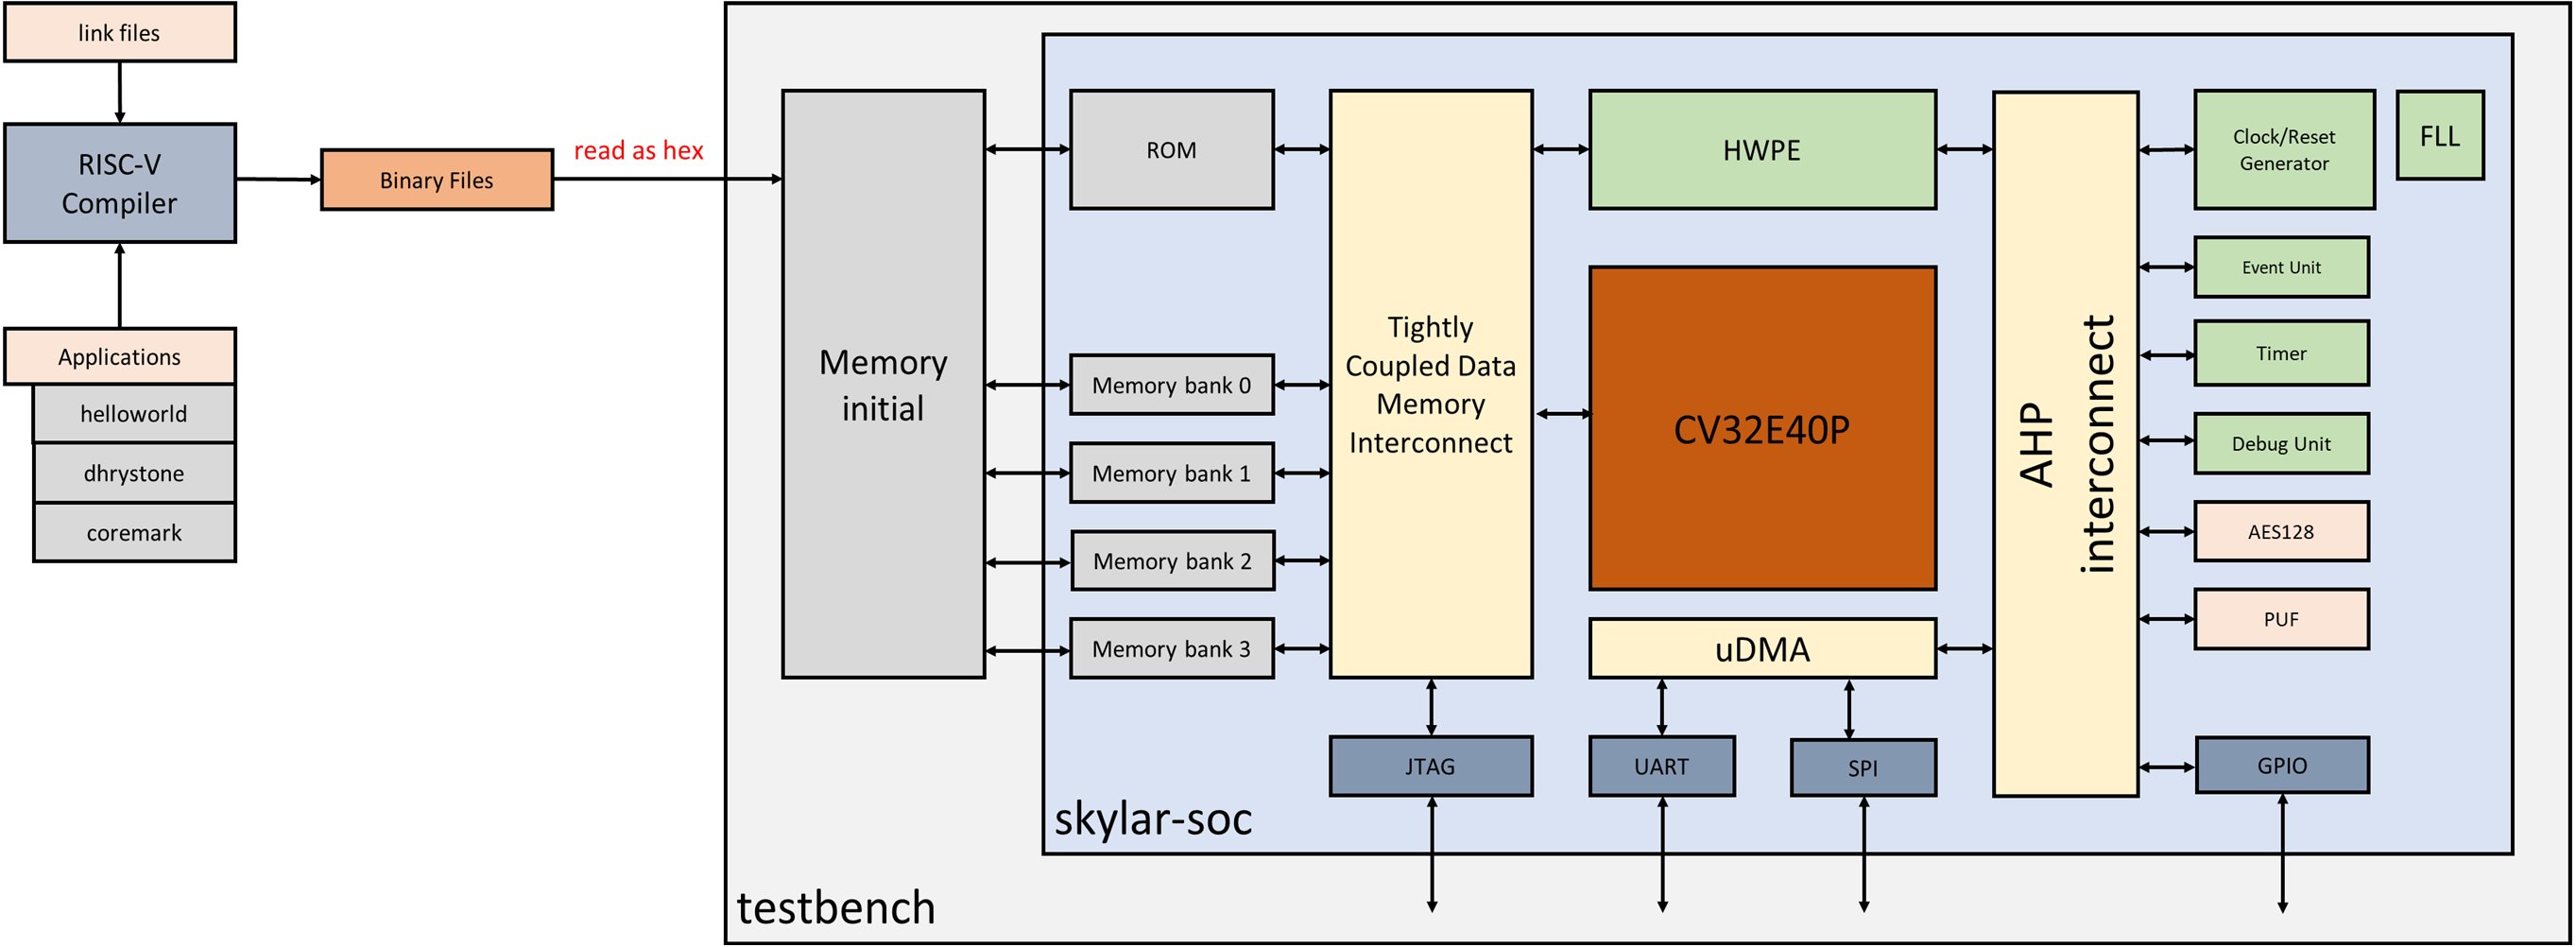 link files
RISC-V
Compiler
Applications
helloworld
dhrystone
coremark
Binary Files
read as hex
Memory
initial
ROM
Memory bank 0
Memory bank 1
Memory bank 2
Memory bank 3
Tightly
Coupled Data
Memory
Interconnect
HWPE
CV32E40P
uDMA
JTAG
UART
SPI
AHP
interconnect
Clock/Reset
Generator
FLL
Event Unit
Timer
Debug Unit
AES128
PUF
GPIO
skylar-soc
testbench